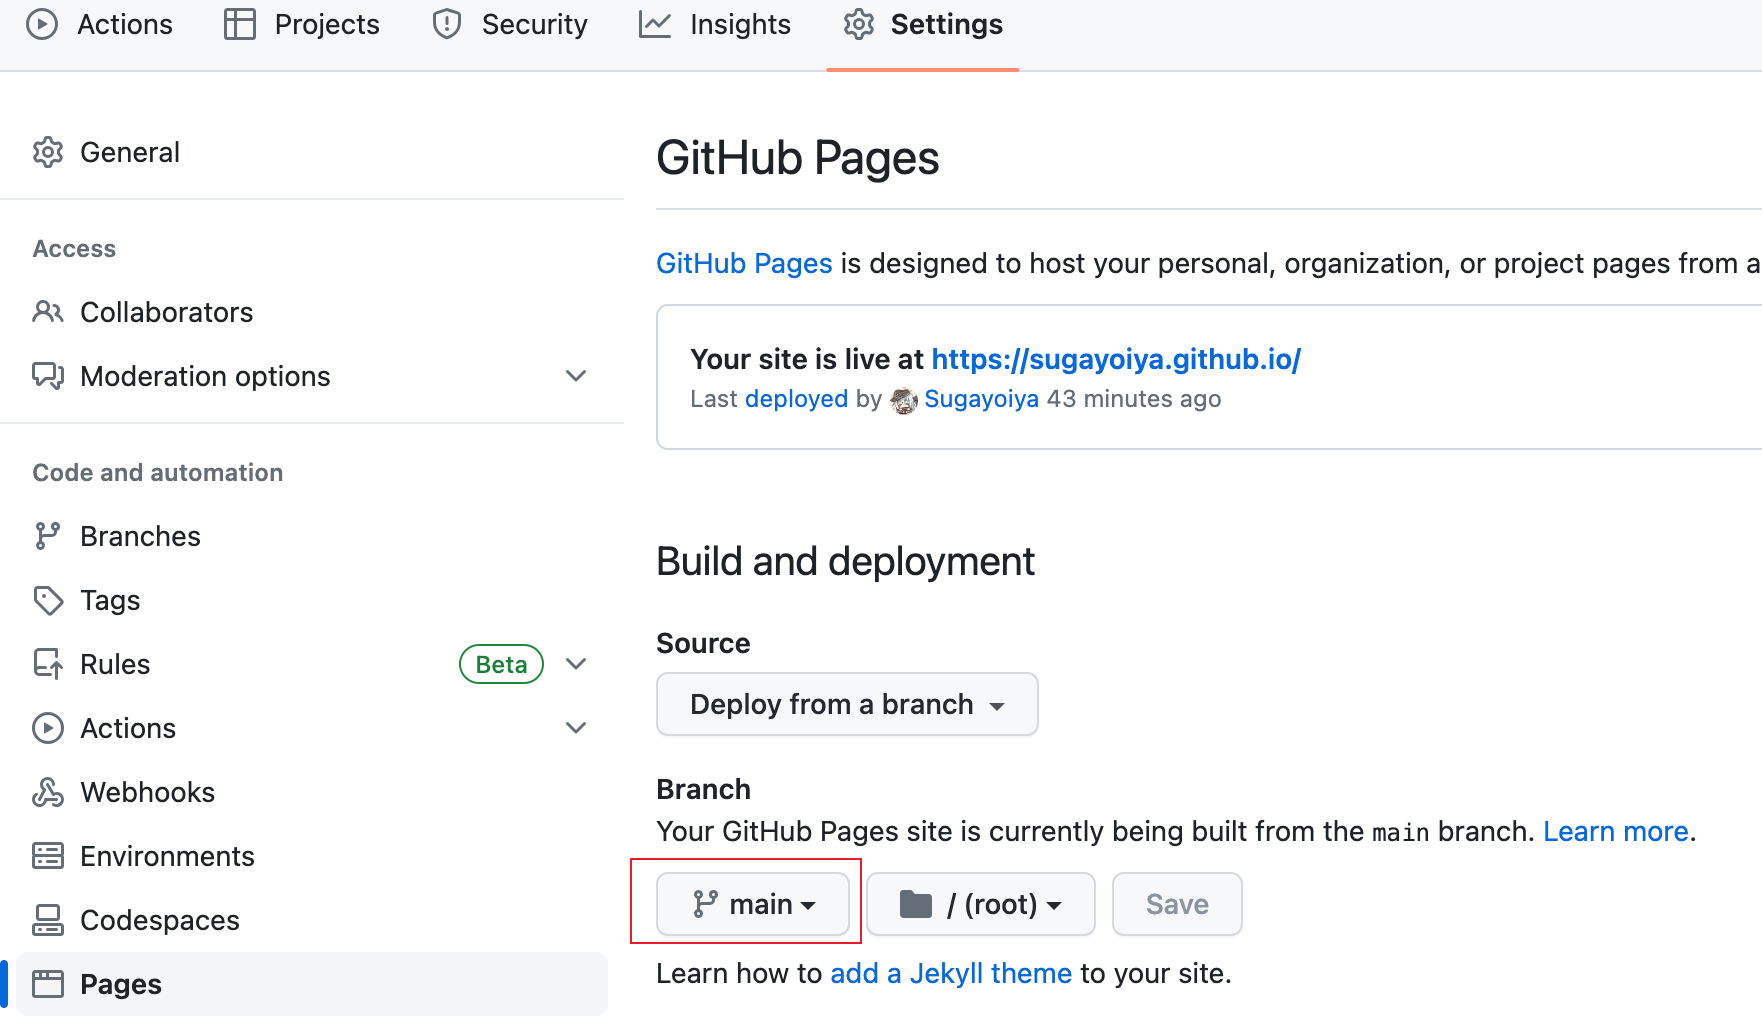 Actions Projects Security Insights Settings
General
Access
Collaborators
Moderation options
Code and automation
Branches
Tags
Rules Beta
Actions
Webhooks
Environments
Codespaces
Pages
GitHub Pages
GitHub Pages is designed to host your personal, organization, or project pages from a
Your site is live at https://sugayoiya.github.io/
Last deployed by Sugayoiya 43 minutes ago
Build and deployment
Source
Deploy from a branch
Branch
Your GitHub Pages site is currently being built from the main branch. Learn more.
main / (root) Save
Learn how to add a Jekyll theme to your site.